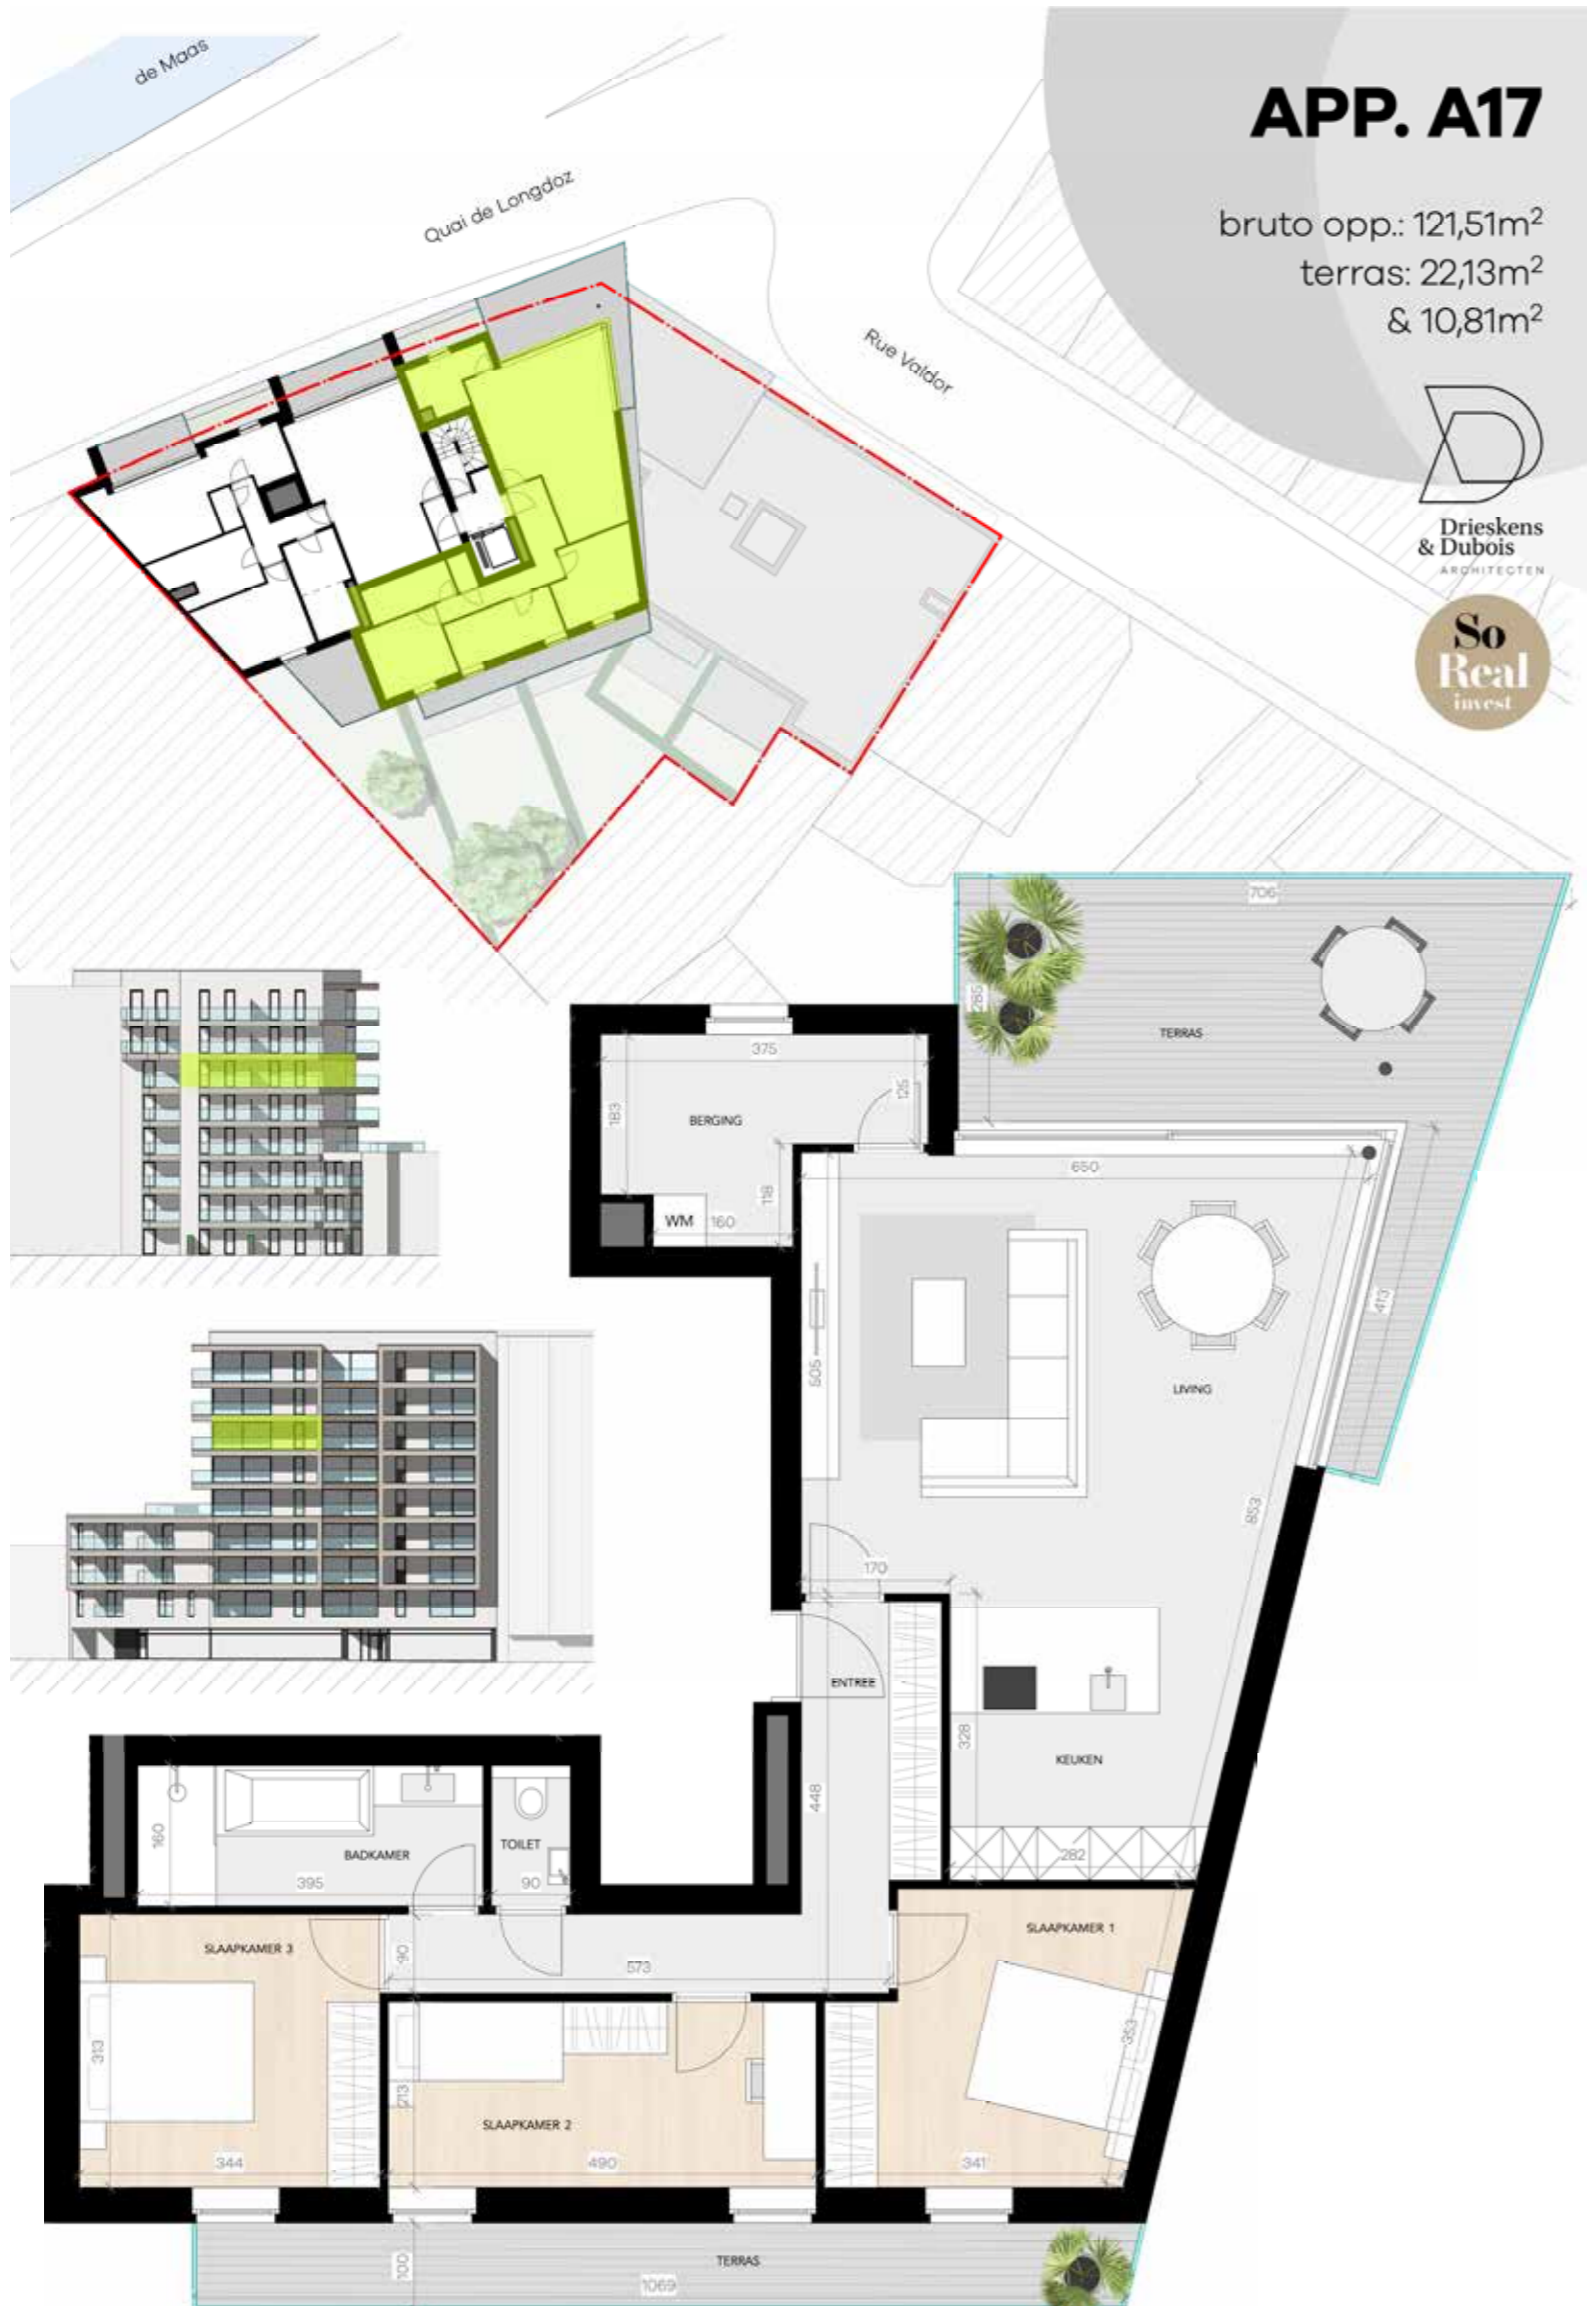 de Maas
Quai de Longdoz
Rue Valdor
APP. A17
bruto opp.: 121,51m²
terras: 22,13m²
& 10,81m²
Drieskens
& Dubois
ARCHITECTEN
So
Real
invest
706
285
TERRAS
375
125
183
BERGING
650
118
WM
160
413
505
LIVING
853
170
ENTREE
328
KEUKEN
448
160
TOILET
BADKAMER
282
395
90
SLAAPKAMER 3
SLAAPKAMER 1
90
573
313
353
213
SLAAPKAMER 2
344
490
341
100
TERRAS
1069